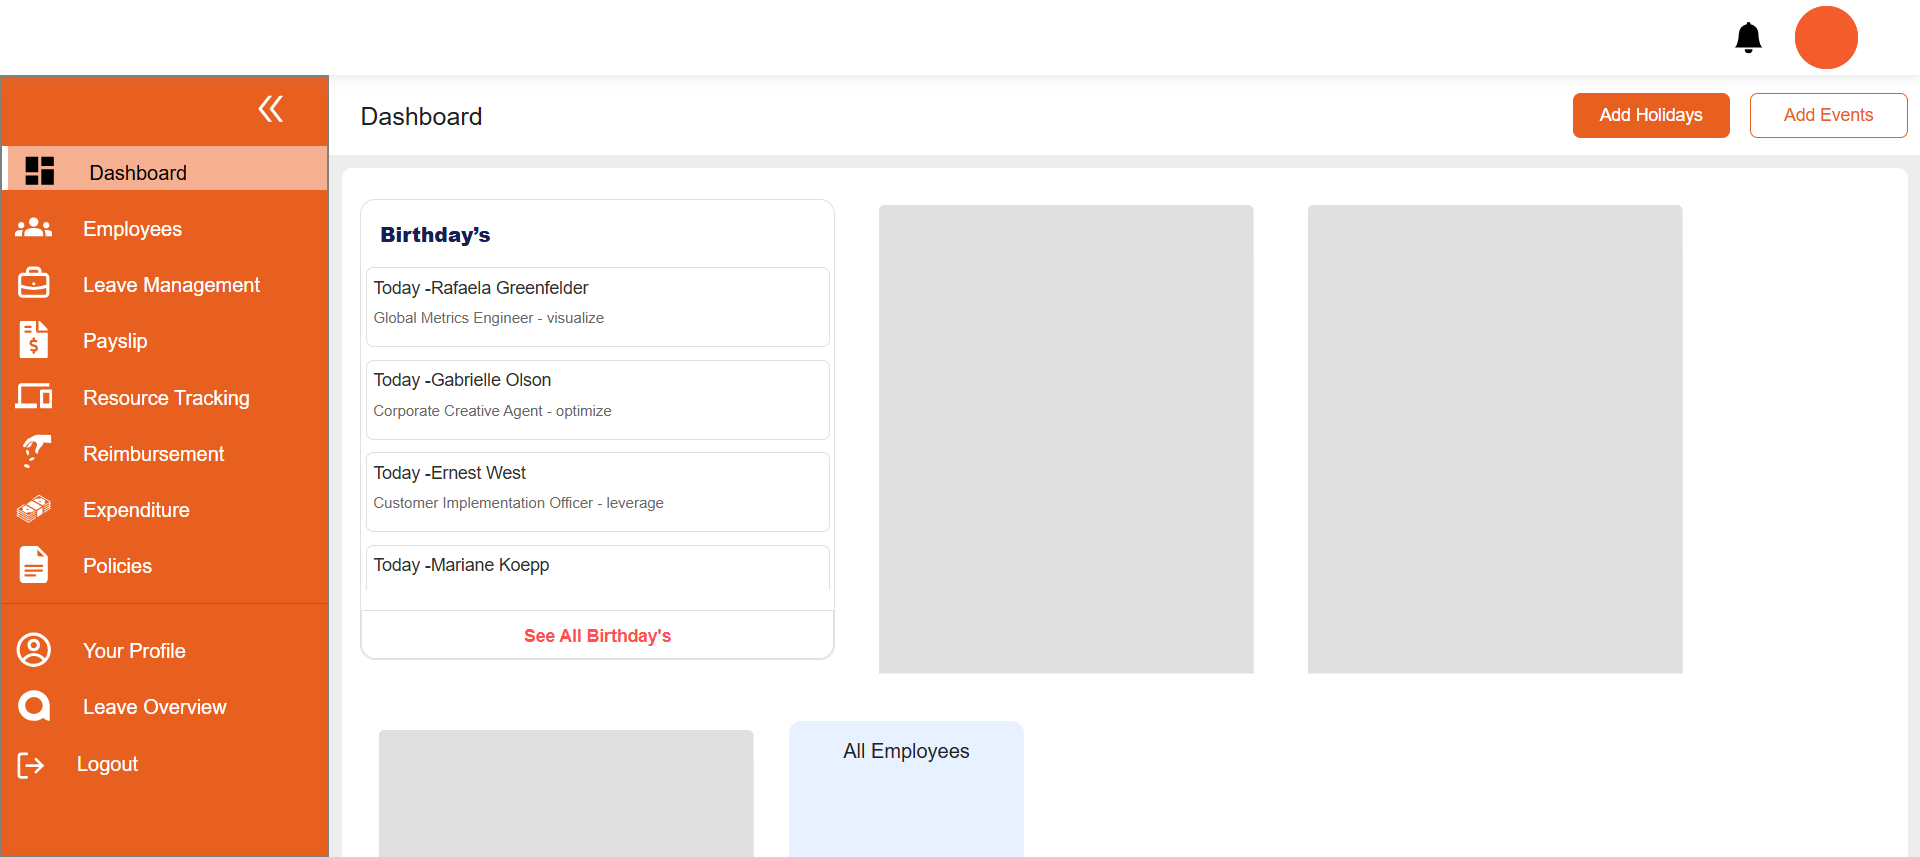 Dashboard
Add Holidays
Add Events
Dashboard
Employees
Leave Management
Payslip
Resource Tracking
Reimbursement
Expenditure
Policies
Your Profile
Leave Overview
Logout
Birthday’s
Today -Rafaela Greenfelder
Global Metrics Engineer - visualize
Today -Gabrielle Olson
Corporate Creative Agent - optimize
Today -Ernest West
Customer Implementation Officer - leverage
Today -Mariane Koepp
See All Birthday's
All Employees